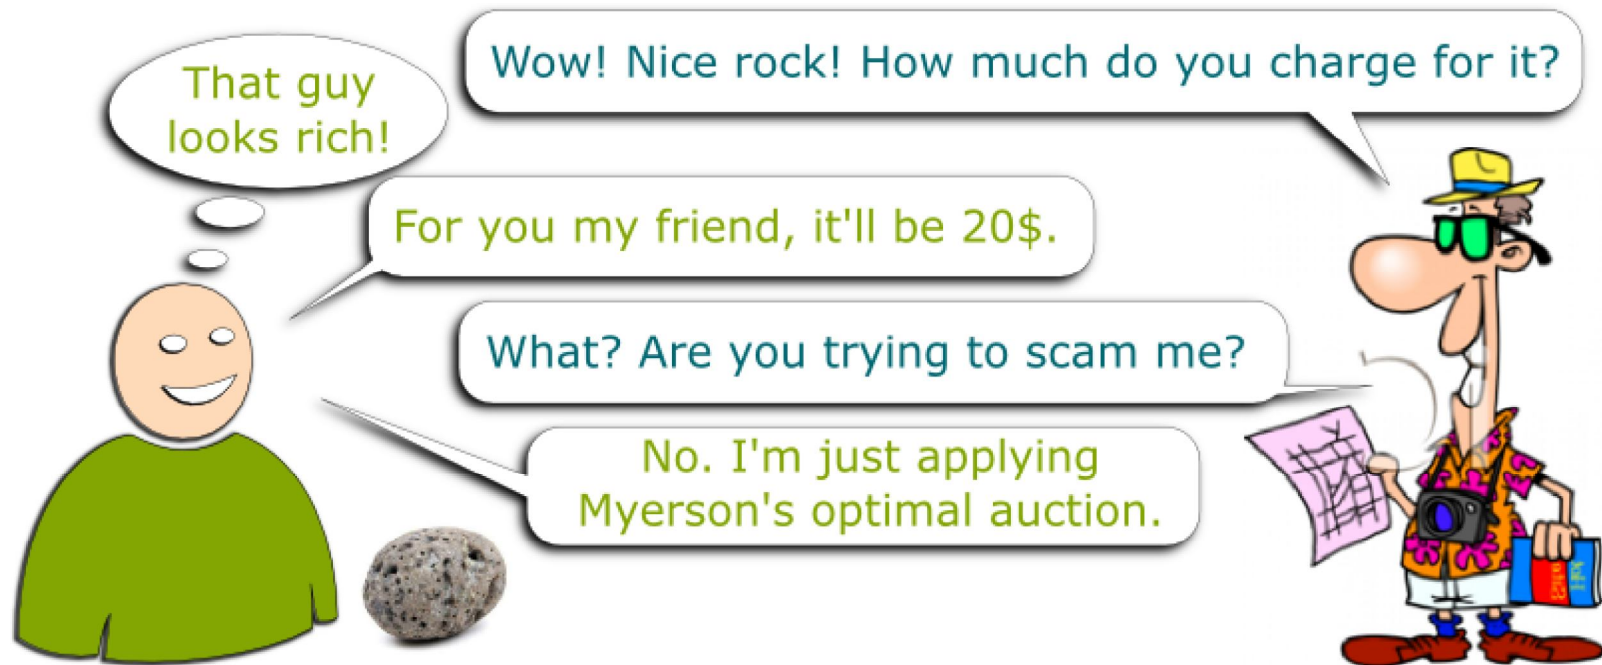 Wow! Nice rock! How much do you charge for it?
That guy
looks rich!
For you my friend, it'll be 20$.
What? Are you trying to scam me?
No. I'm just applying
Myerson's optimal auction.